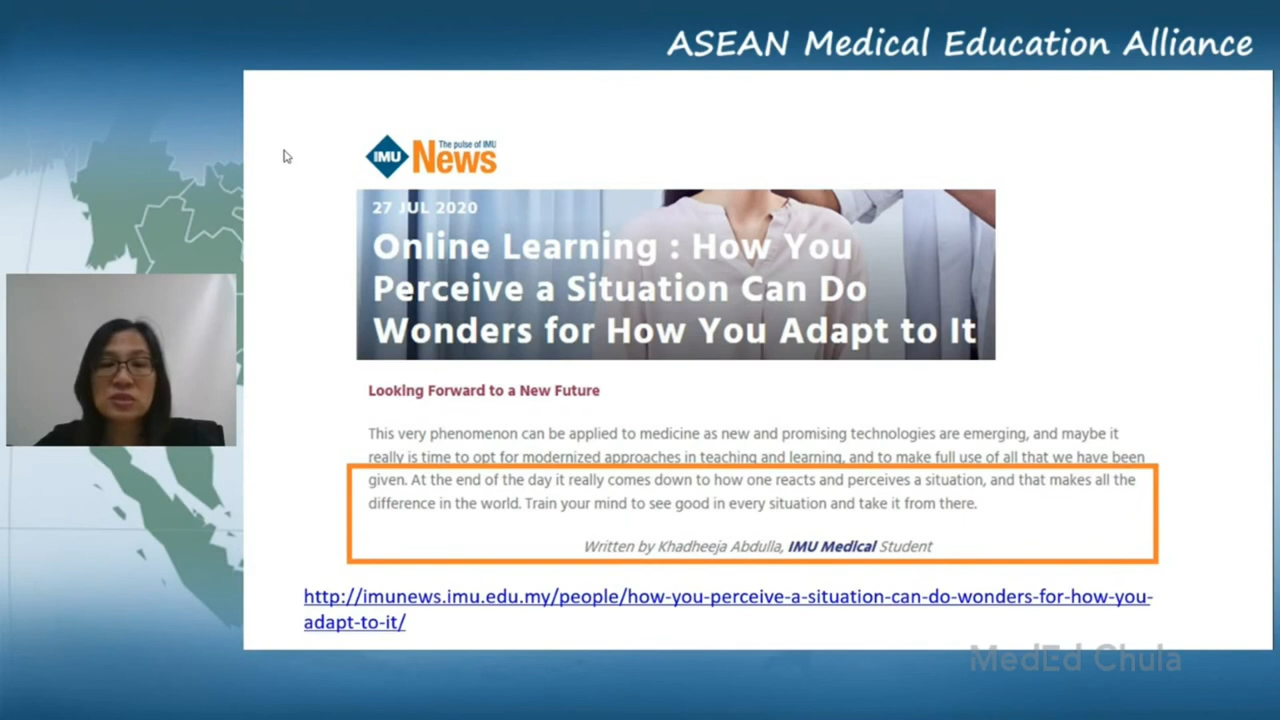 ASEAN Medical Education Alliance
IMU
The pulse of IMU
News
27 JUL 2020
Online Learning : How You
Perceive a Situation Can Do
Wonders for How You Adapt to It
Looking Forward to a New Future
This very phenomenon can be applied to medicine as new and promising technologies are emerging, and maybe it
really is time to opt for modernized approaches in teaching and learning, and to make full use of all that we have been
given. At the end of the day it really comes down to how one reacts and perceives a situation, and that makes all the
difference in the world. Train your mind to see good in every situation and take it from there.
Written by Khadheeja Abdulla, IMU Medical Student
http://imunews.imu.edu.my/people/how-you-perceive-a-situation-can-do-wonders-for-how-you-
adapt-to-it/
MedEd Chula